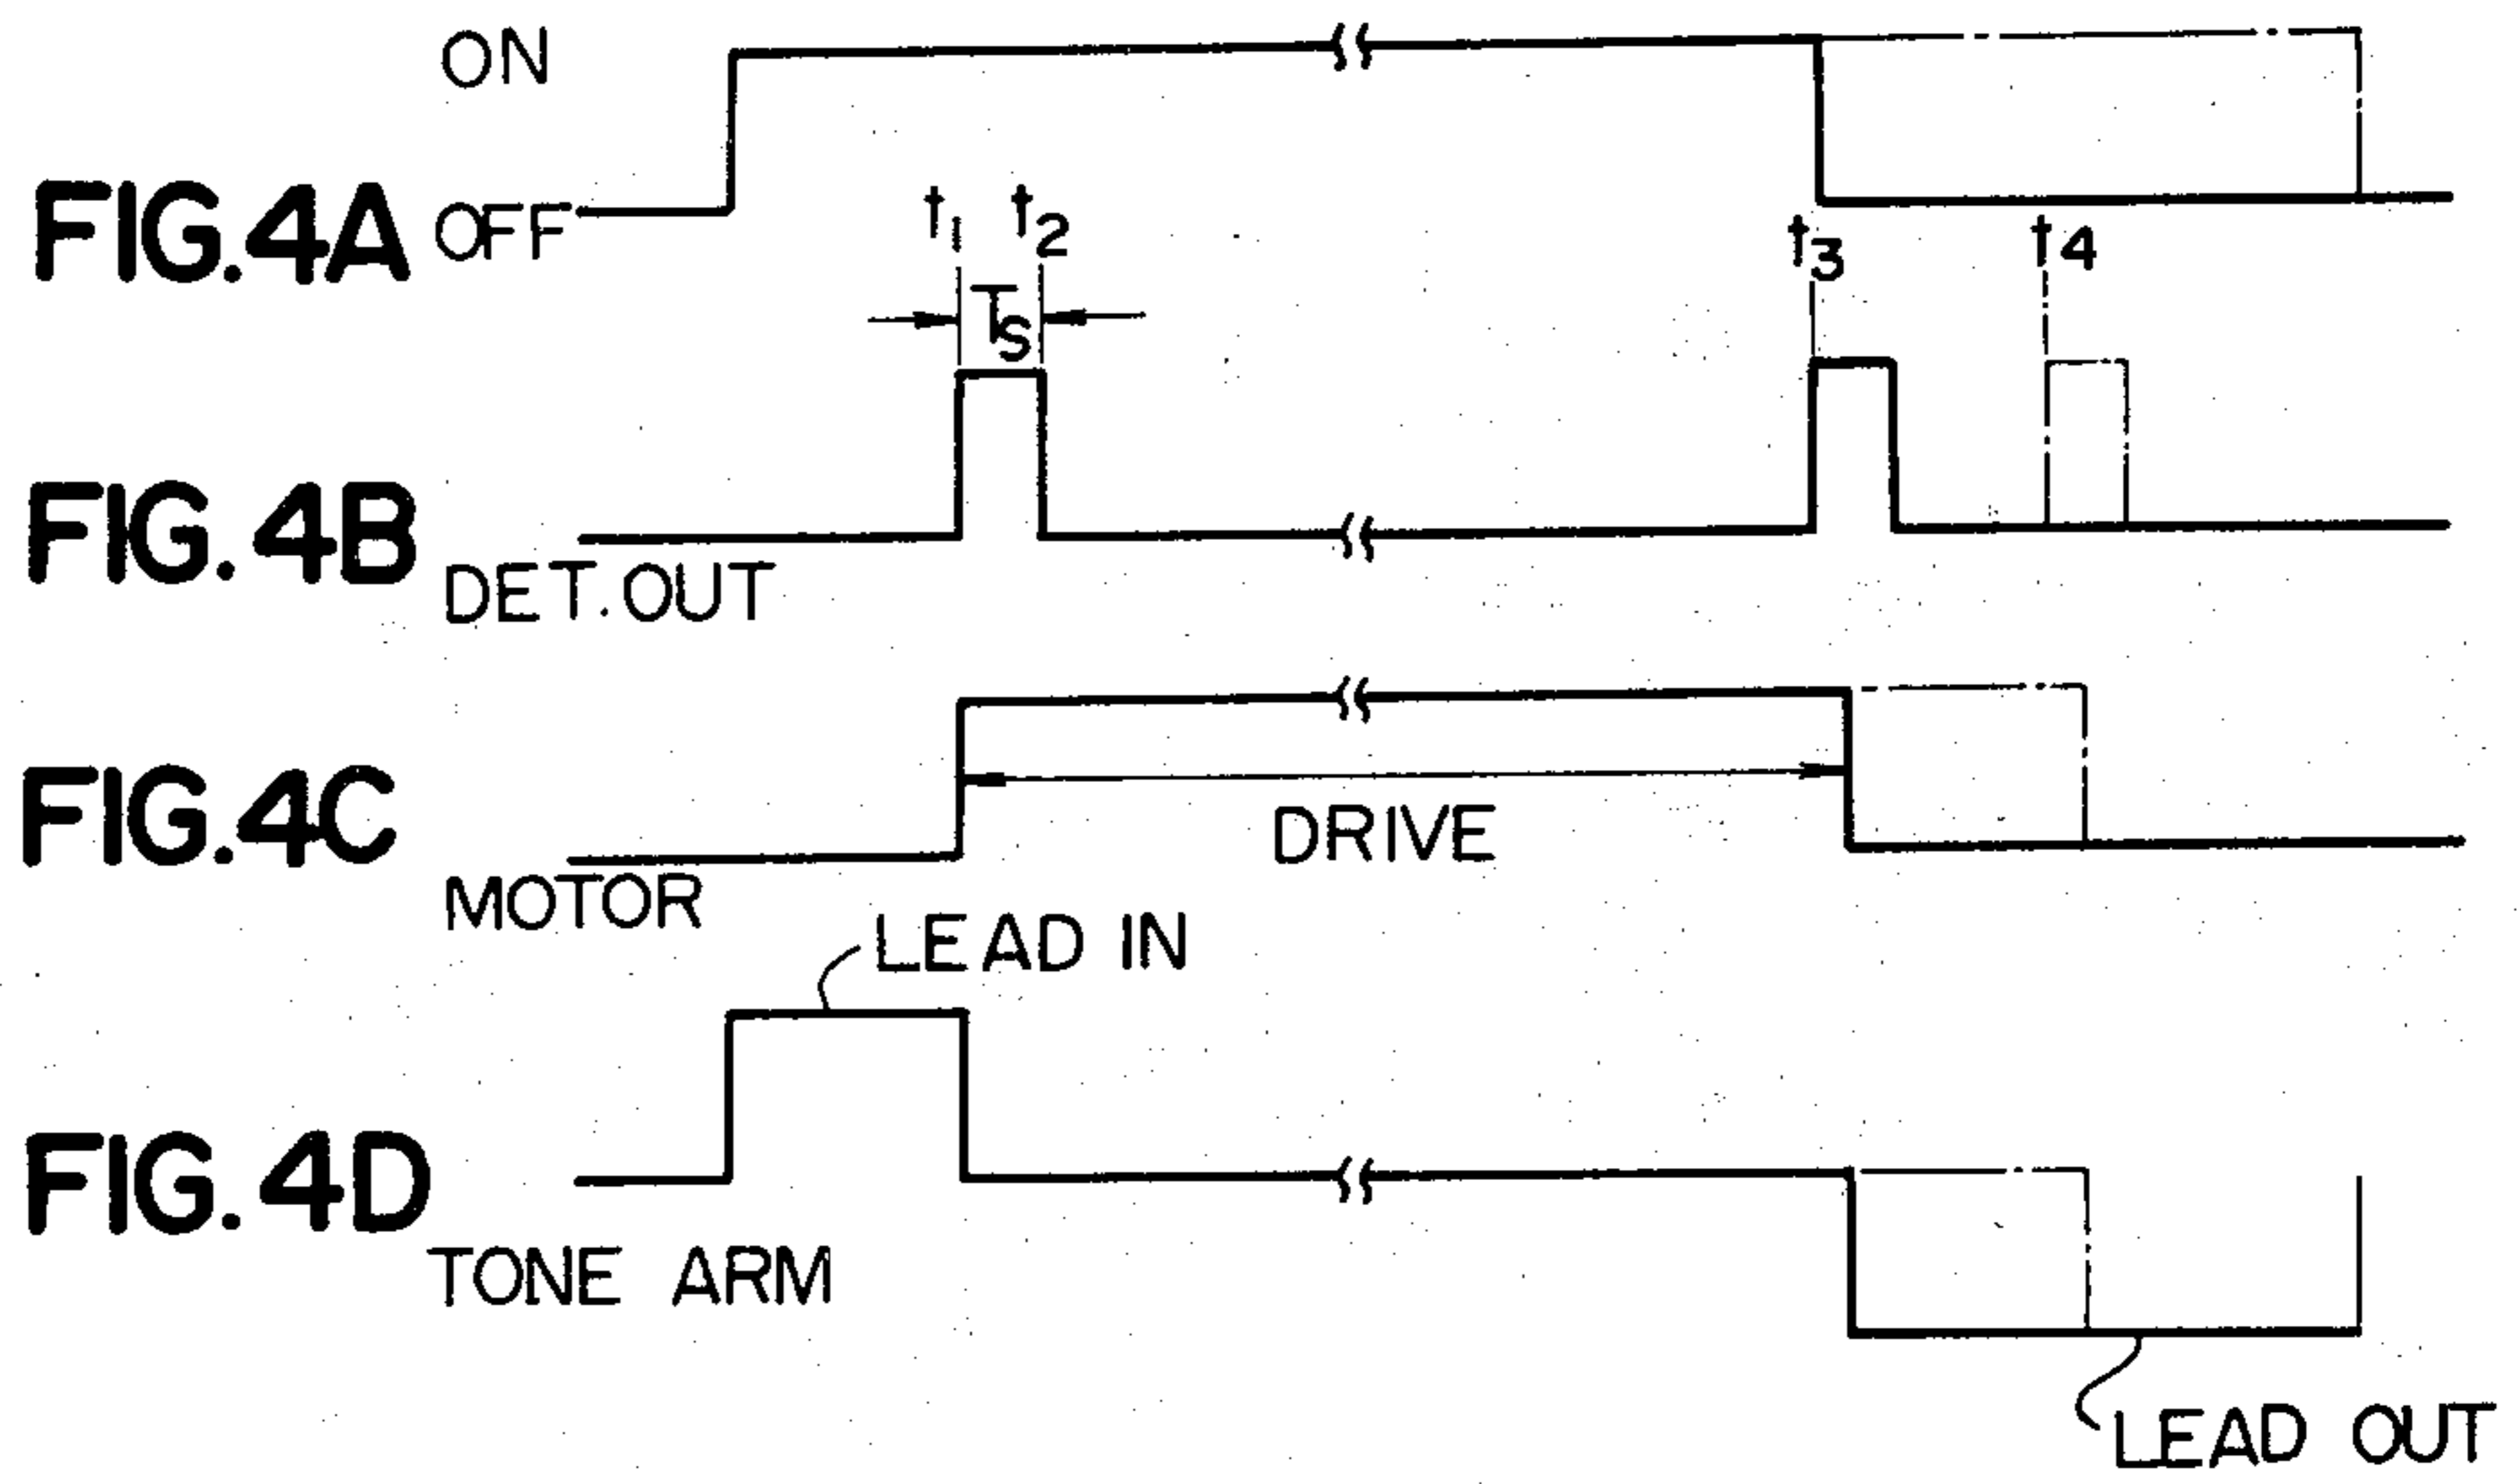 ON
FIG.4A OFF
t1 t2
t3 t4
Ts
FIG.4B
DET.OUT
FIG.4C
DRIVE
MOTOR
LEAD IN
FIG.4D
TONE ARM
LEAD OUT